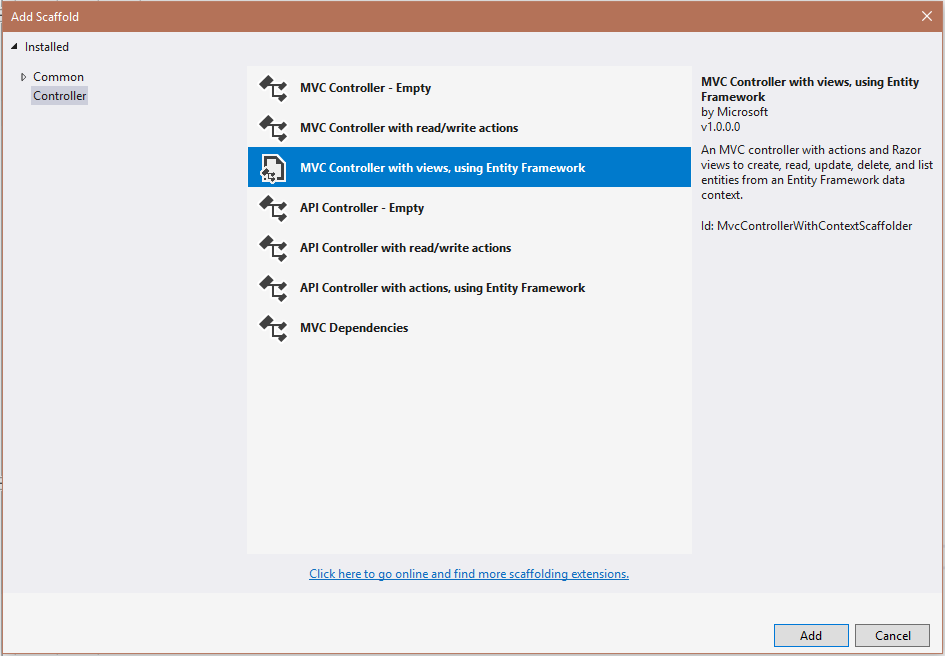 Add Scaffold
Installed
Common
Controller
MVC Controller - Empty
MVC Controller with read/write actions
MVC Controller with views, using Entity Framework
API Controller - Empty
API Controller with read/write actions
API Controller with actions, using Entity Framework
MVC Dependencies
MVC Controller with views, using Entity
Framework
by Microsoft
v1.0.0.0
An MVC controller with actions and Razor
views to create, read, update, delete, and list
entities from an Entity Framework data
context.
Id: MvcControllerWithContextScaffolder
Click here to go online and find more scaffolding extensions.
Add
Cancel